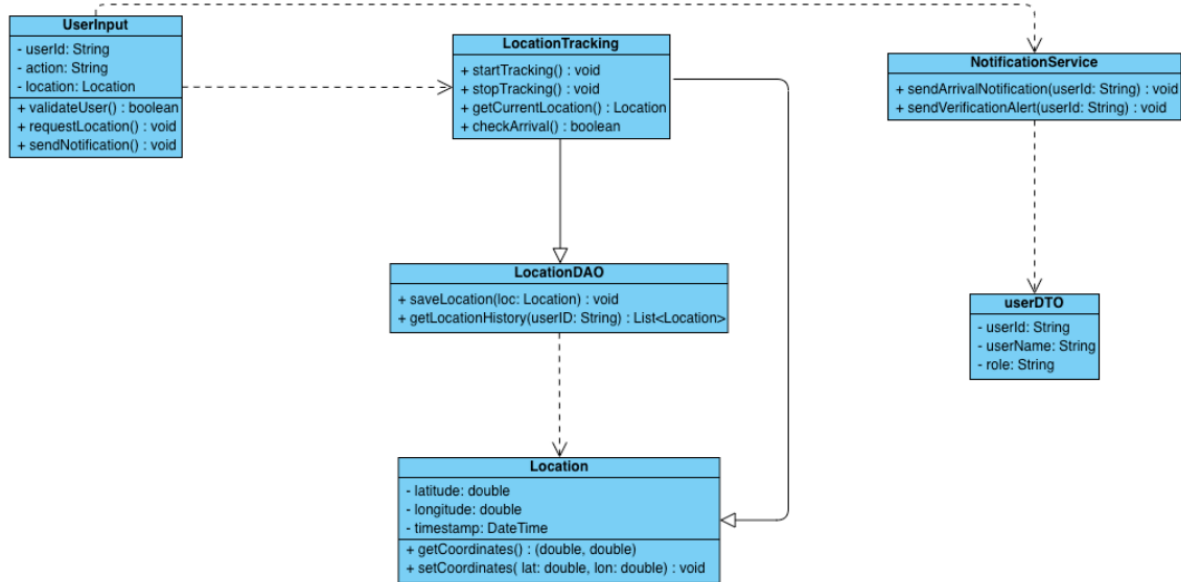 UserInput
- userId: String
- action: String
- location: Location
+ validateUser() : boolean
+ requestLocation() : void
+ sendNotification() : void
LocationTracking
+ startTracking() : void
+ stopTracking() : void
+ getCurrentLocation() : Location
+ checkArrival() : boolean
NotificationService
+ sendArrivalNotification(userId: String) : void
+ sendVerificationAlert(userId: String) : void
LocationDAO
+ saveLocation(loc: Location) : void
+ getLocationHistory(userID: String) : List<Location>
userDTO
- userId: String
- userName: String
- role: String
Location
- latitude: double
- longitude: double
- timestamp: DateTime
+ getCoordinates() : (double, double)
+ setCoordinates( lat: double, lon: double) : void